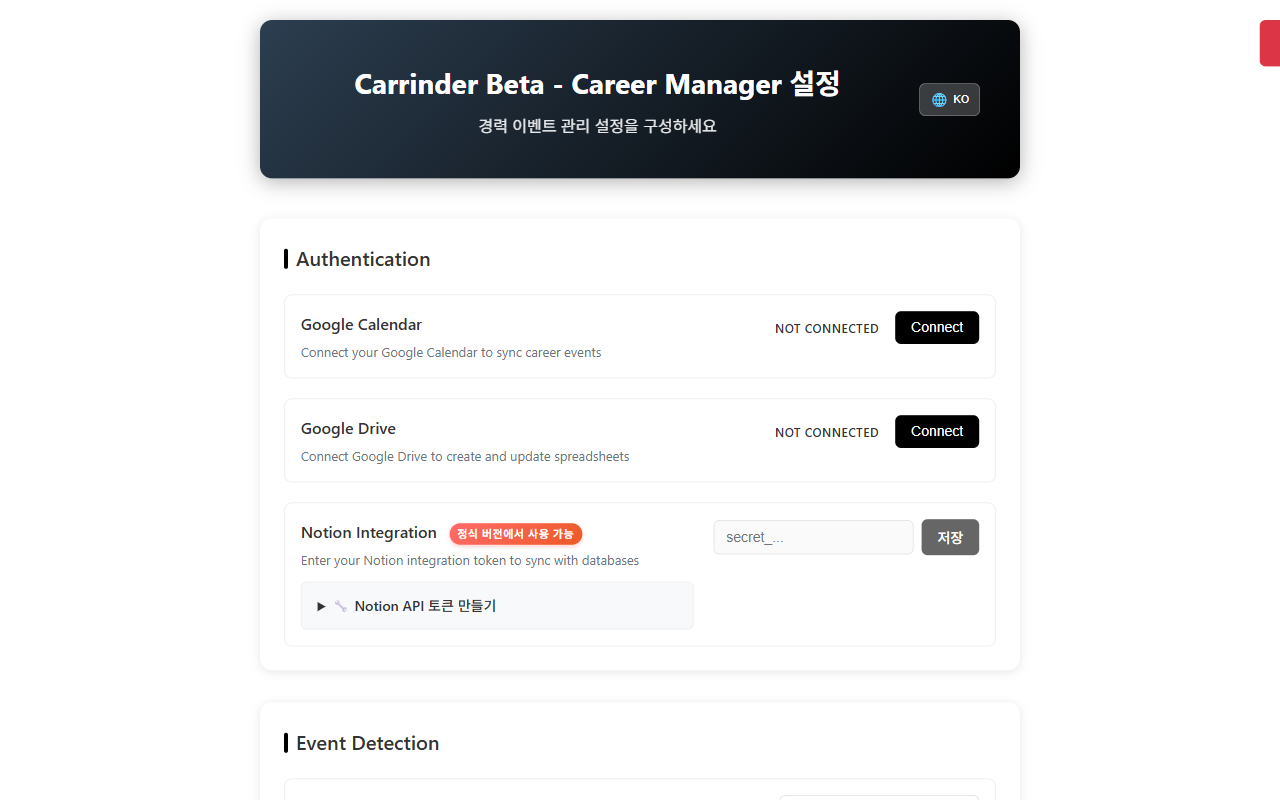 Carrinder Beta - Career Manager 설정
경력 이벤트 관리 설정을 구성하세요
🌐 KO
Authentication
Google Calendar
Connect your Google Calendar to sync career events
NOT CONNECTED
Connect
Google Drive
Connect Google Drive to create and update spreadsheets
NOT CONNECTED
Connect
Notion Integration 정식 버전에서 사용 가능
Enter your Notion integration token to sync with databases
secret_...
저장
▶ 🔧 Notion API 토큰 만들기
Event Detection